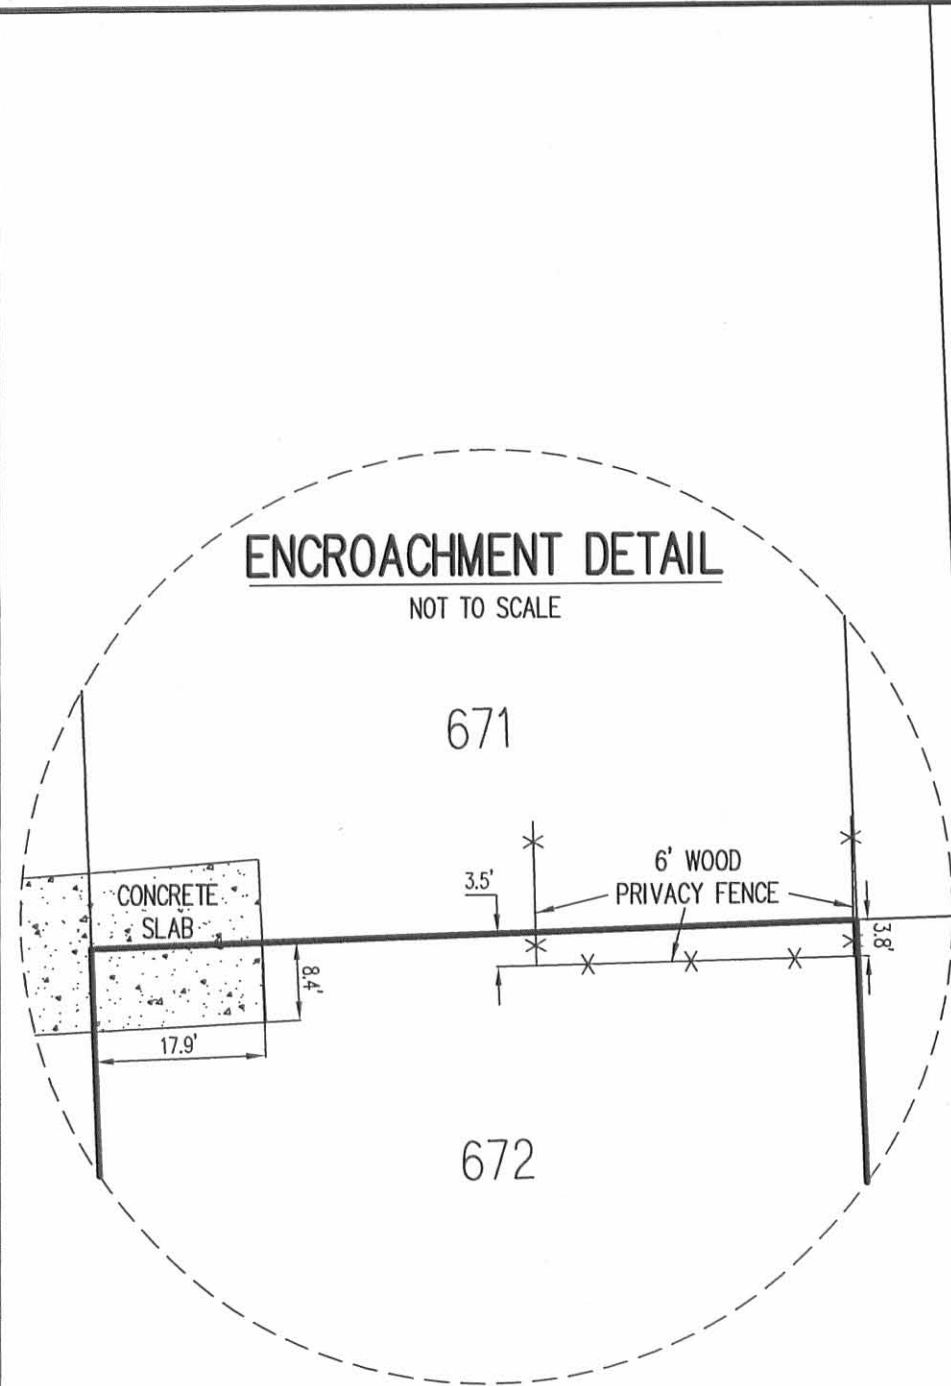 ENCROACHMENT DETAIL
NOT TO SCALE
671
6' WOOD
PRIVACY FENCE
3.5'
CONCRETE
SLAB
3.8'
8.4'
17.9'
672